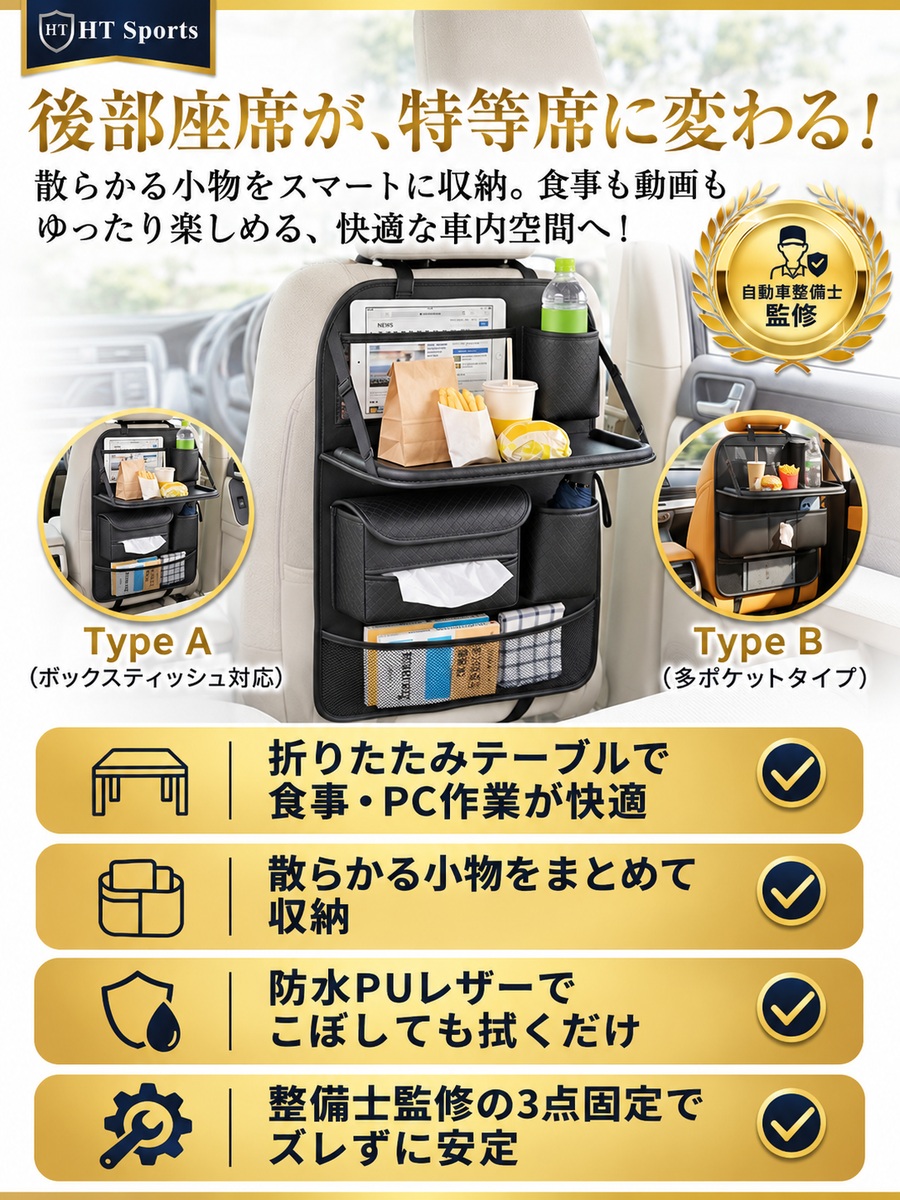 HT HT Sports
後部座席が、特等席に変わる!
散らかる小物をスマートに収納。食事も動画も
ゆったり楽しめる、快適な車内空間へ!
自動車整備士
監修
NEWS
Type A
(ボックスティッシュ対応)
Type B
(多ポケットタイプ)
折りたたみテーブルで
食事・PC作業が快適
散らかる小物をまとめて
収納
防水PUレザーで
こぼしても拭くだけ
整備士監修の3点固定で
ズレずに安定